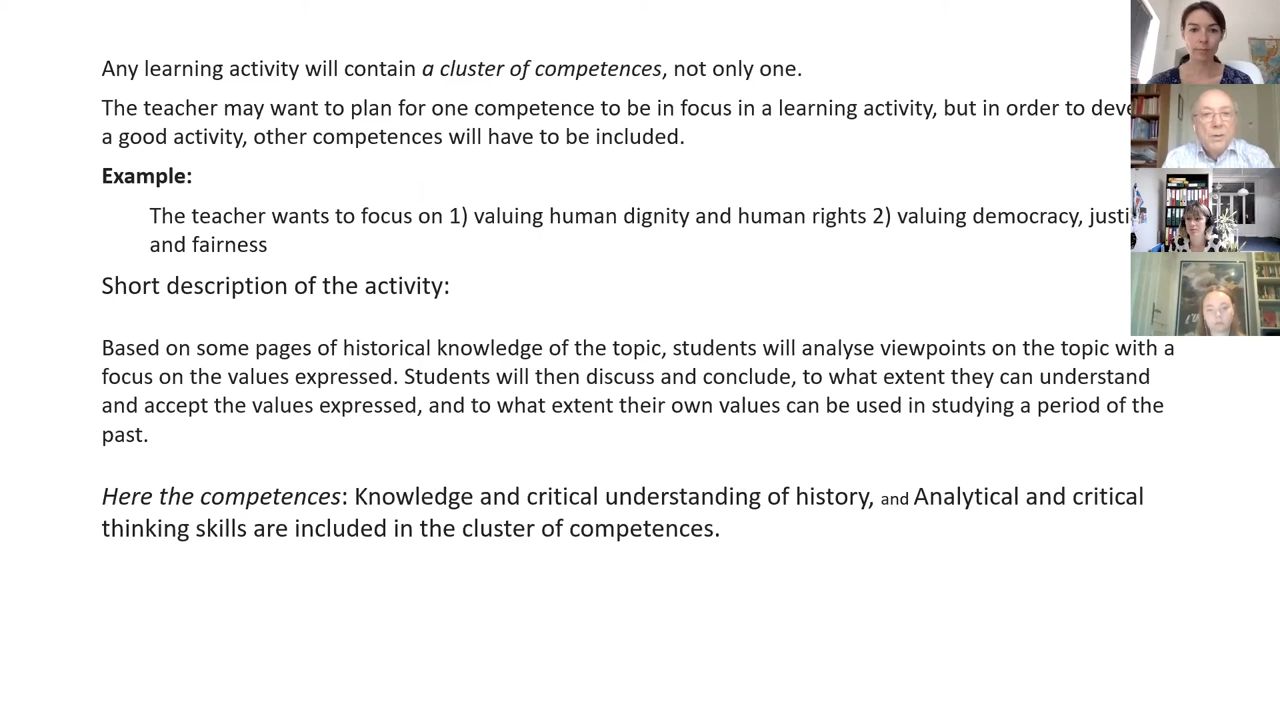 Any learning activity will contain a cluster of competences, not only one.
The teacher may want to plan for one competence to be in focus in a learning activity, but in order to deve
a good activity, other competences will have to be included.
Example:
The teacher wants to focus on 1) valuing human dignity and human rights 2) valuing democracy, justi
and fairness
Short description of the activity:
Based on some pages of historical knowledge of the topic, students will analyse viewpoints on the topic with a
focus on the values expressed. Students will then discuss and conclude, to what extent they can understand
and accept the values expressed, and to what extent their own values can be used in studying a period of the
past.
Here the competences: Knowledge and critical understanding of history, and Analytical and critical
thinking skills are included in the cluster of competences.